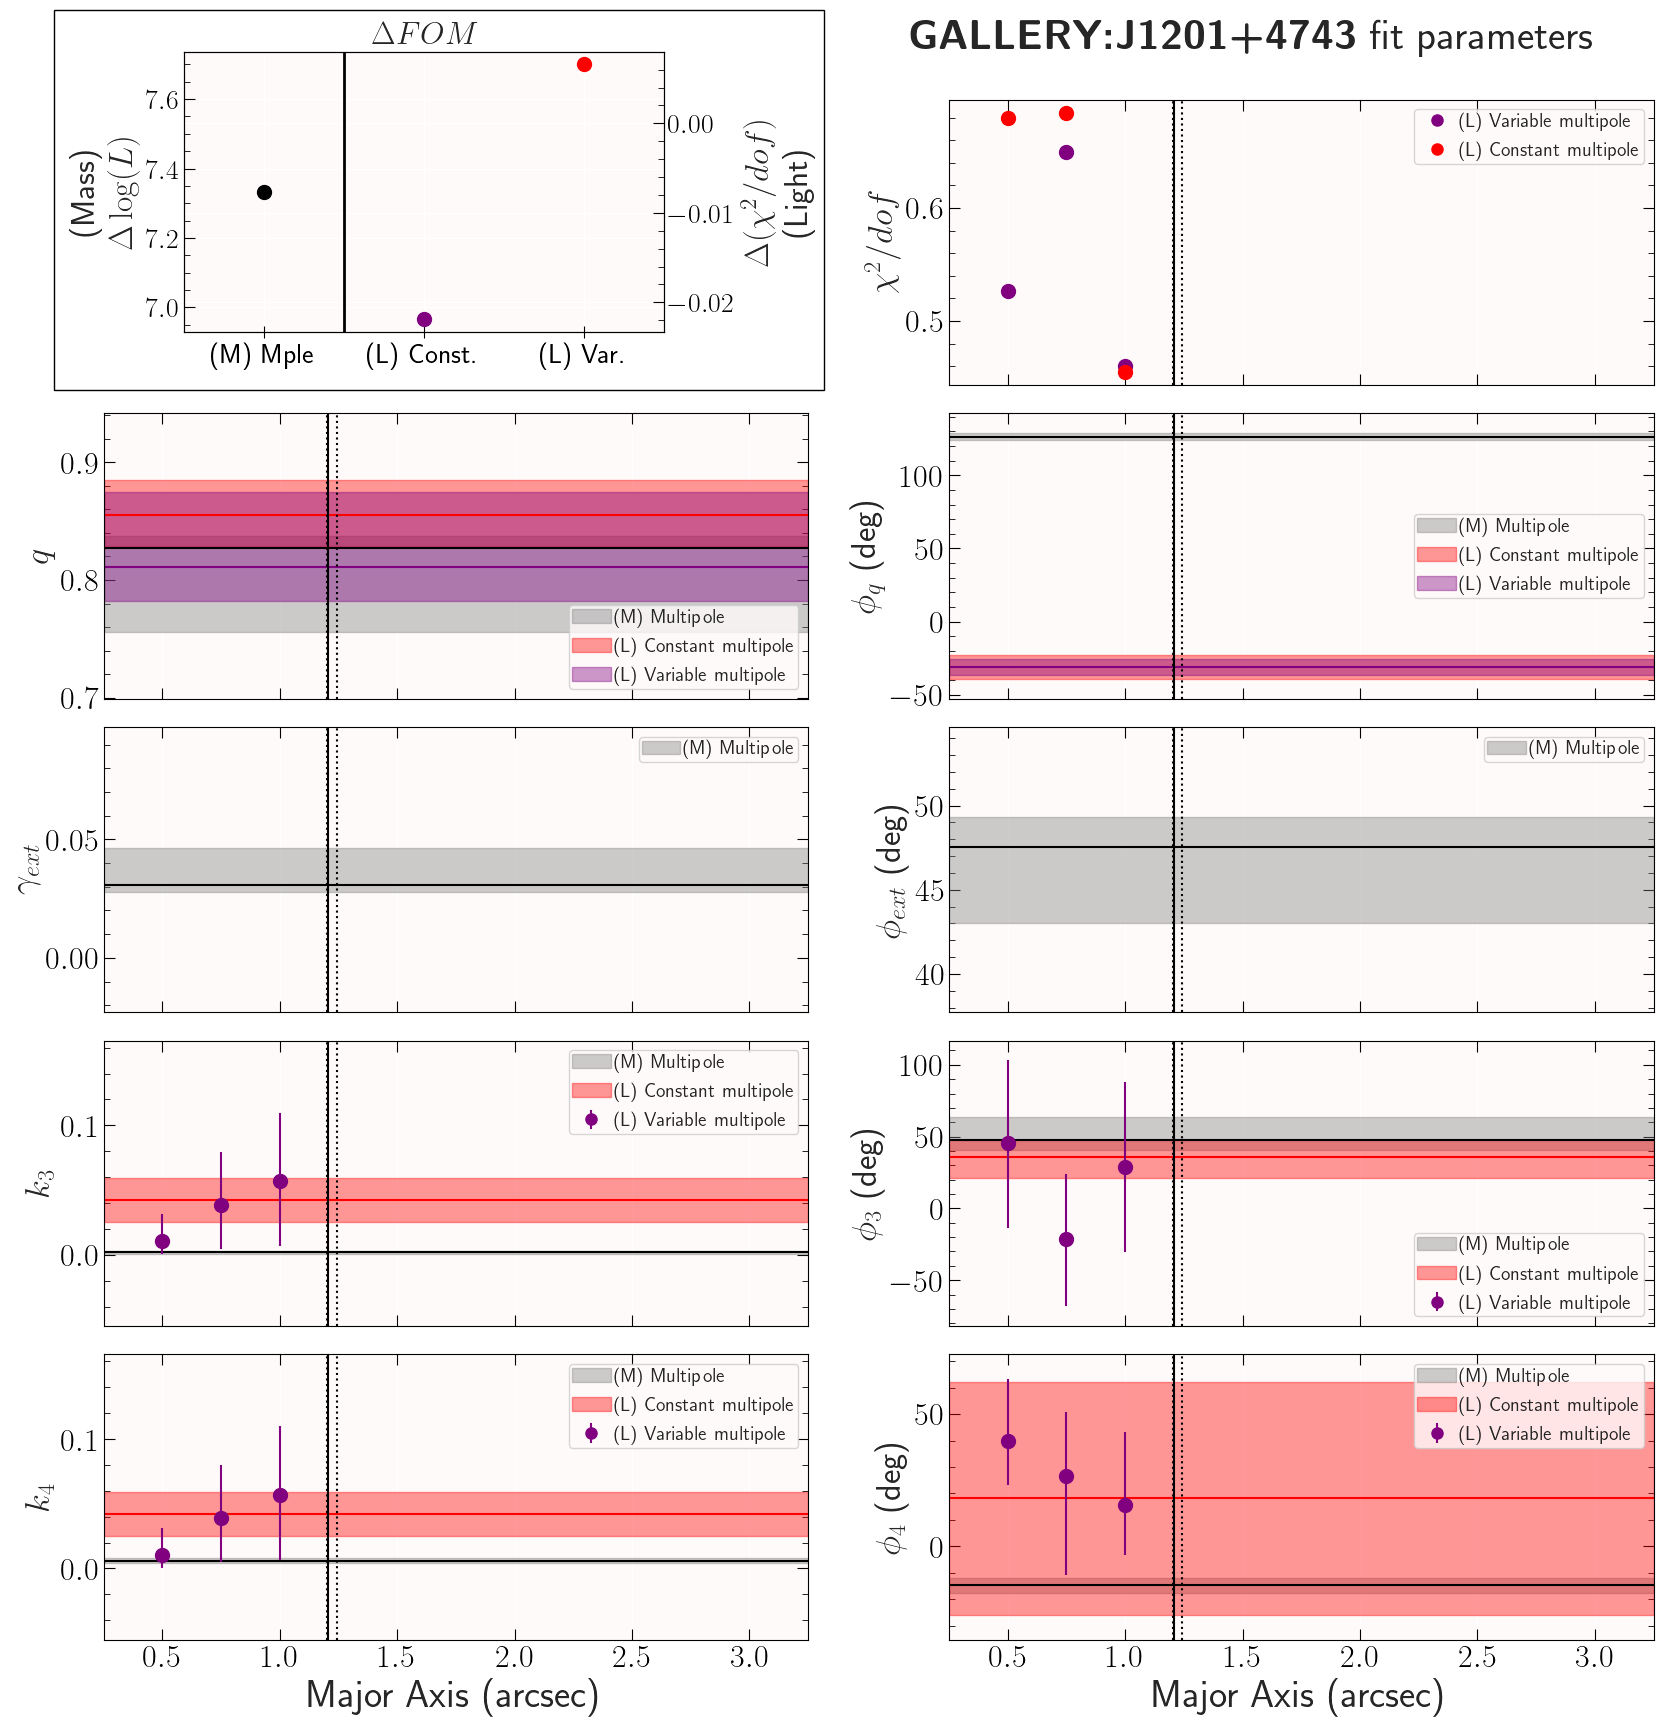 ΔFOM
GALLERY:J1201+4743 fit parameters
(Mass)
Δ log(L)
7.6
7.4
7.2
7.0
0.00
−0.01
−0.02
Δ(χ²/dof)
(Light)
(M) Mple
(L) Const.
(L) Var.
χ²/dof
0.6
0.5
(L) Variable multipole
(L) Constant multipole
q
0.9
0.8
0.7
(M) Multipole
(L) Constant multipole
(L) Variable multipole
ϕ_q (deg)
100
50
0
−50
(M) Multipole
(L) Constant multipole
(L) Variable multipole
γ_ext
0.05
0.00
(M) Multipole
ϕ_ext (deg)
50
45
40
(M) Multipole
k₃
0.1
0.0
(M) Multipole
(L) Constant multipole
(L) Variable multipole
ϕ₃ (deg)
100
50
0
−50
(M) Multipole
(L) Constant multipole
(L) Variable multipole
k₄
0.1
0.0
(M) Multipole
(L) Constant multipole
(L) Variable multipole
0.5 1.0 1.5 2.0 2.5 3.0
Major Axis (arcsec)
ϕ₄ (deg)
50
0
(M) Multipole
(L) Constant multipole
(L) Variable multipole
0.5 1.0 1.5 2.0 2.5 3.0
Major Axis (arcsec)